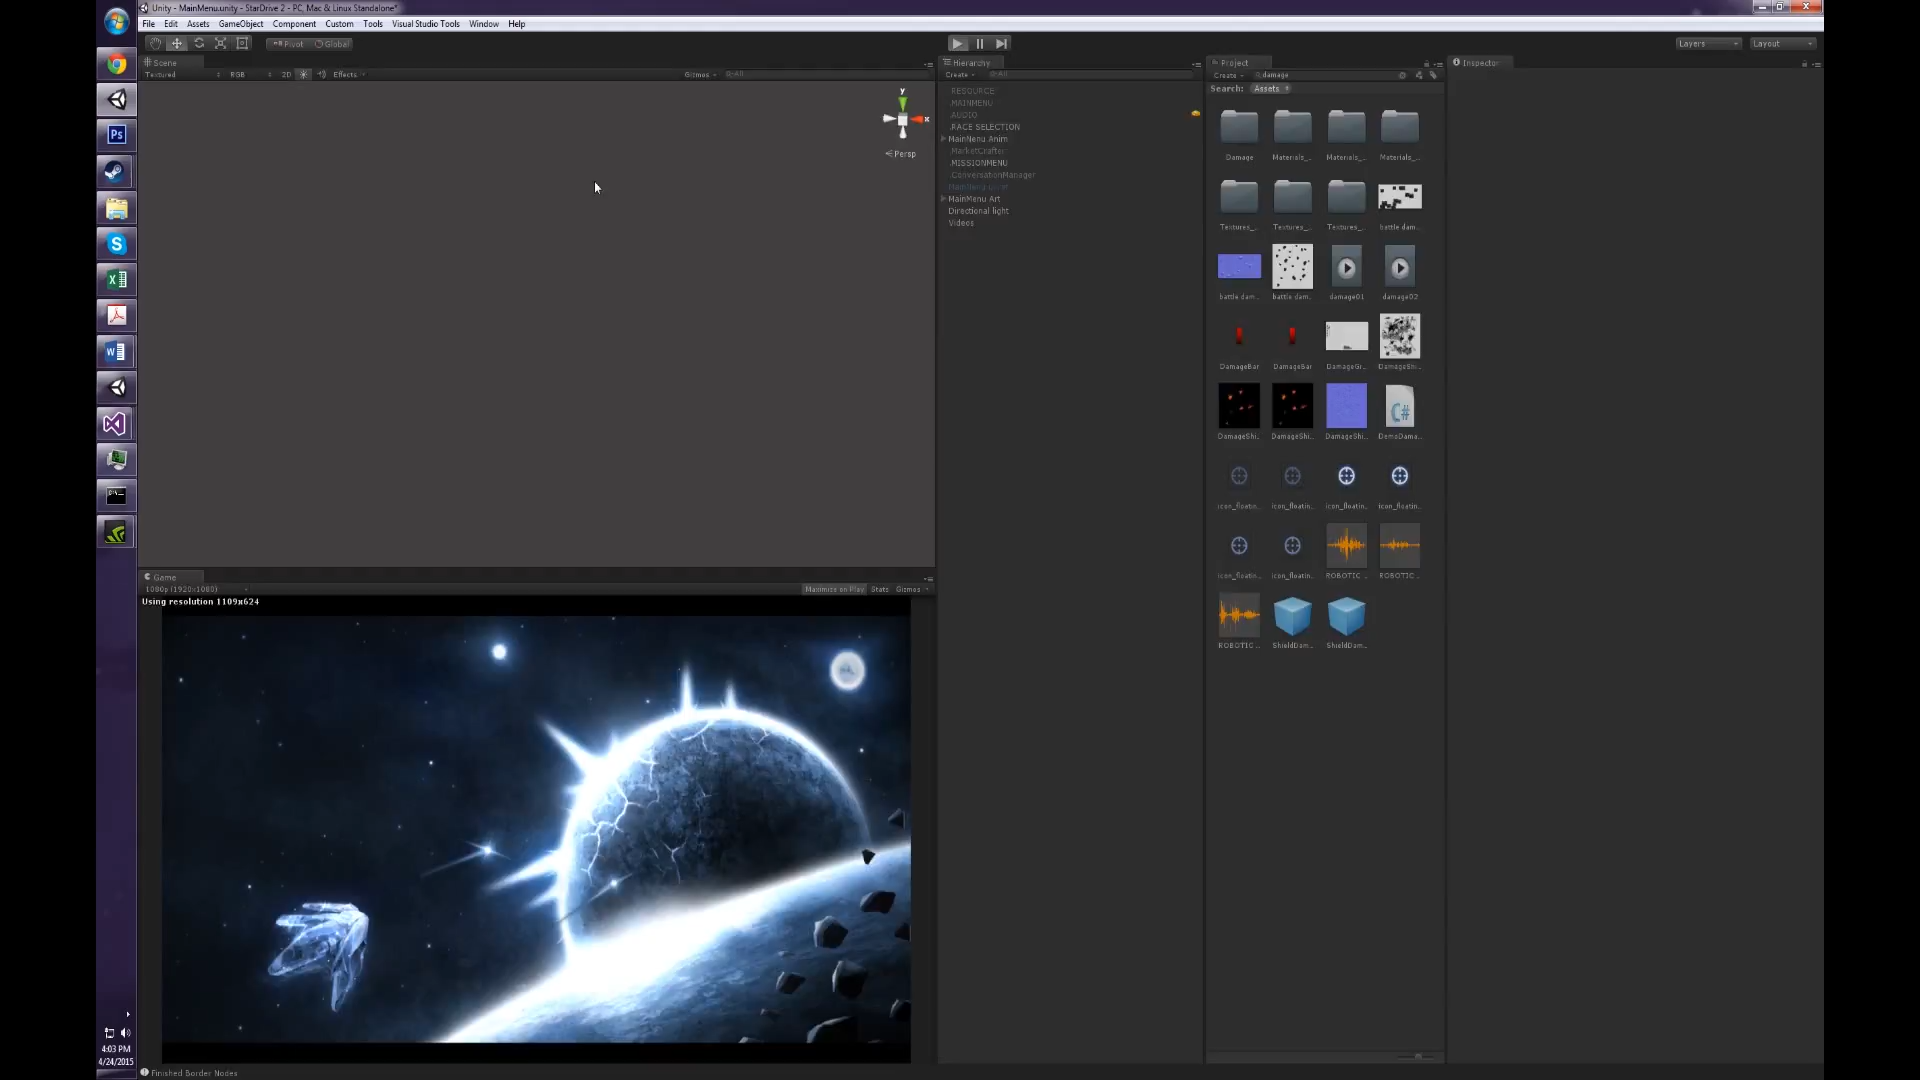 Unity - MainMenu.unity - StarDrive 2 - PC, Mac & Linux Standalone*
File Edit Assets GameObject Component Custom Tools Visual Studio Tools Window Help
Pivot Global
Layers Layout
Scene
Textured RGB 2D Effects Gizmos All
y
x
Persp
Hierarchy
Create All
RESOURCE
MAINMENU
AUDIO
.RACE SELECTION
MainMenu Anim
.MarketCrafter
.MISSIONMENU
.ConversationManager
MainMenu Art
Directional light
Videos
Project
Create damage
Search: Assets
Damage Materials_... Materials_... Materials_...
Textures_... Textures_... Textures_... battle dam...
battle dam... battle dam... damage01 damage02
DamageBar DamageBar DamageGr... DamageShi...
DamageShi... DamageShi... DamageShi... DemoDama...
icon_floatin... icon_floatin... icon_floatin... icon_floatin...
icon_floatin... icon_floatin... ROBOTIC ... ROBOTIC ...
ROBOTIC ... ShieldDam... ShieldDam...
Inspector
Game
1080p (1920x1080) Maximize on Play Stats Gizmos
Using resolution 1109x624
Ps
C#
4:03 PM
4/24/2015
Finished Border Nodes